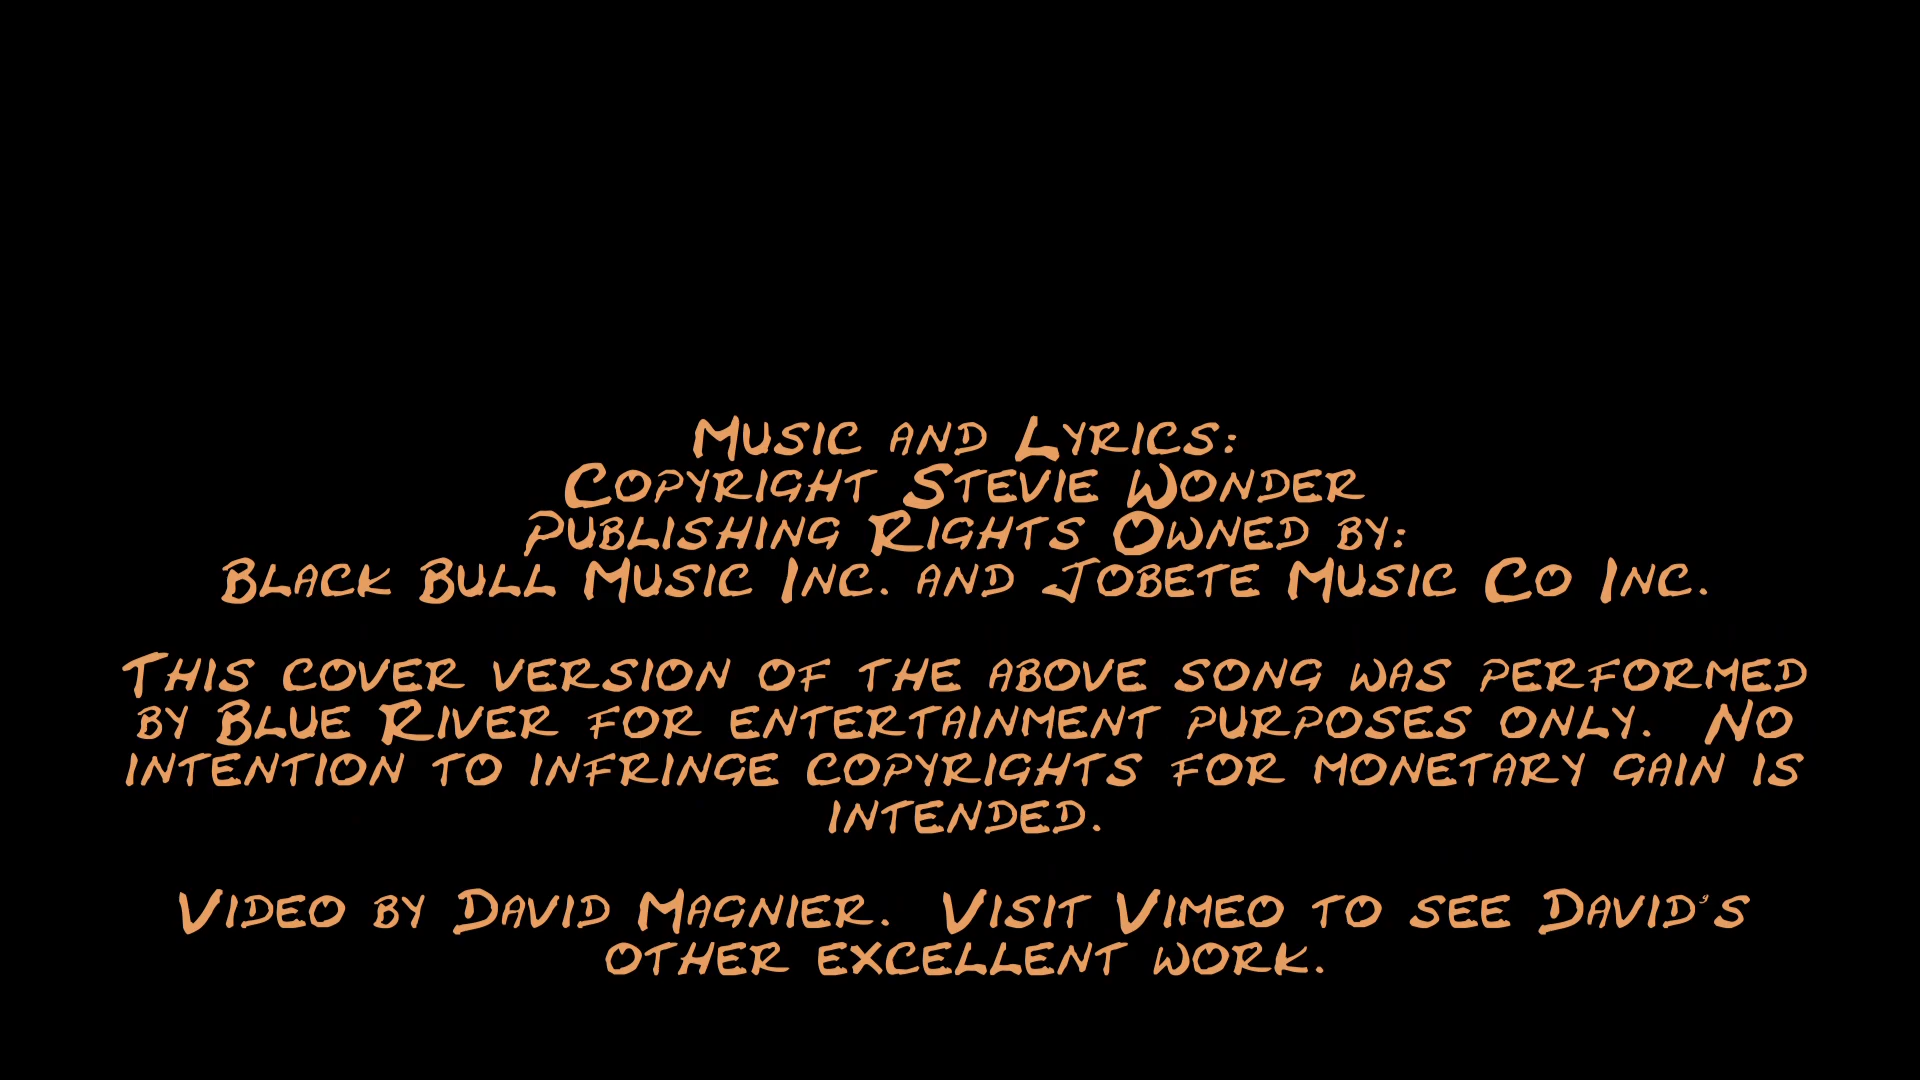 Music and Lyrics:
Copyright Stevie Wonder
Publishing Rights Owned by:
Black Bull Music Inc. and Jobete Music Co Inc.
This cover version of the above song was performed
by Blue River for entertainment purposes only.  No
intention to infringe copyrights for monetary gain is
intended.
Video by David Magnier.  Visit Vimeo to see David's
other excellent work.